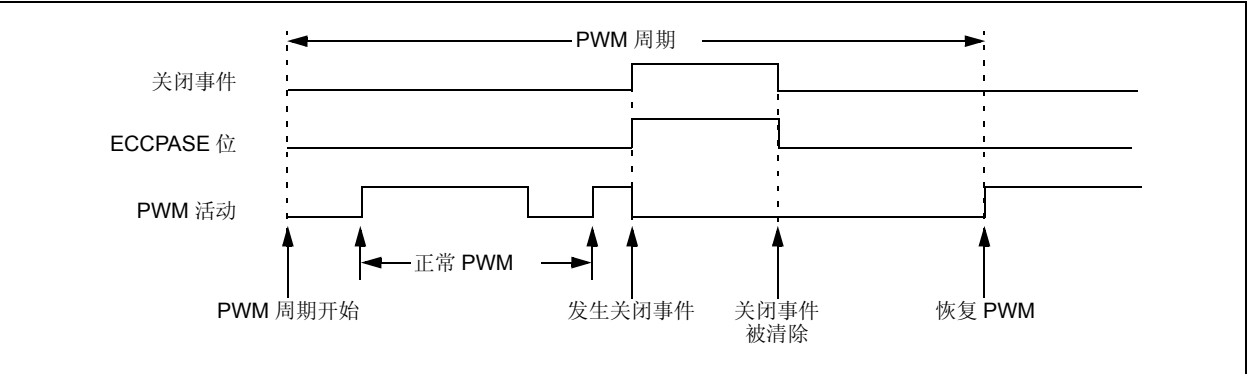 PWM 周期
关闭事件
ECCPASE 位
PWM 活动
正常 PWM
PWM 周期开始
发生关闭事件
关闭事件
被清除
恢复 PWM